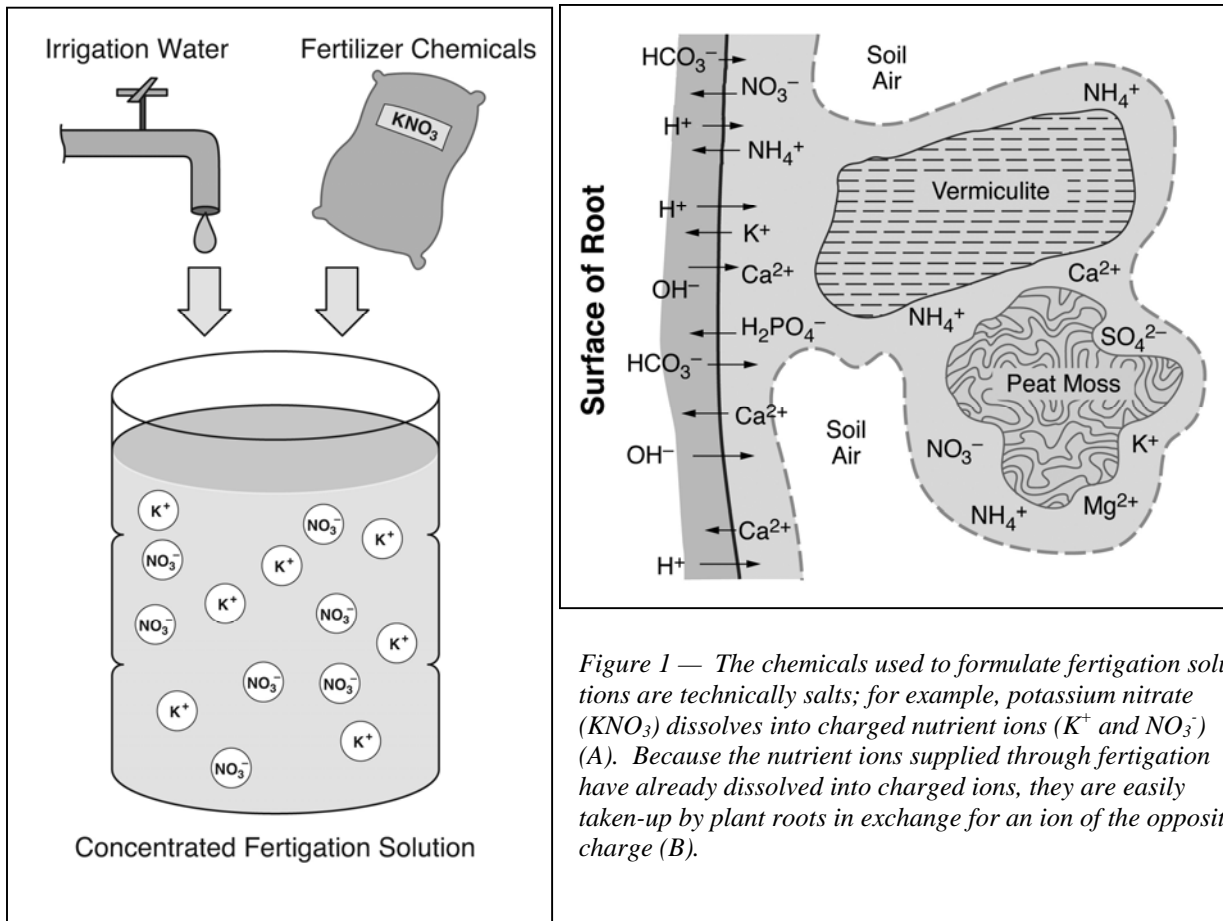 Irrigation Water
Fertilizer Chemicals
KNO₃
K⁺
NO₃⁻
K⁺
NO₃⁻
K⁺
K⁺
NO₃⁻
NO₃⁻
K⁺
NO₃⁻
NO₃⁻
K⁺
K⁺
NO₃⁻
Concentrated Fertigation Solution
Surface of Root
HCO₃⁻
NO₃⁻
H⁺
NH₄⁺
H⁺
K⁺
Ca²⁺
OH⁻
H₂PO₄⁻
HCO₃⁻
Ca²⁺
OH⁻
Ca²⁺
H⁺
Soil
Air
NH₄⁺
Vermiculite
Ca²⁺
NH₄⁺
SO₄²⁻
Peat Moss
Soil
Air
NO₃⁻
K⁺
Mg²⁺
NH₄⁺
Figure 1 — The chemicals used to formulate fertigation solu
tions are technically salts; for example, potassium nitrate
(KNO₃) dissolves into charged nutrient ions (K⁺ and NO₃⁻)
(A). Because the nutrient ions supplied through fertigation
have already dissolved into charged ions, they are easily
taken-up by plant roots in exchange for an ion of the opposit
charge (B).